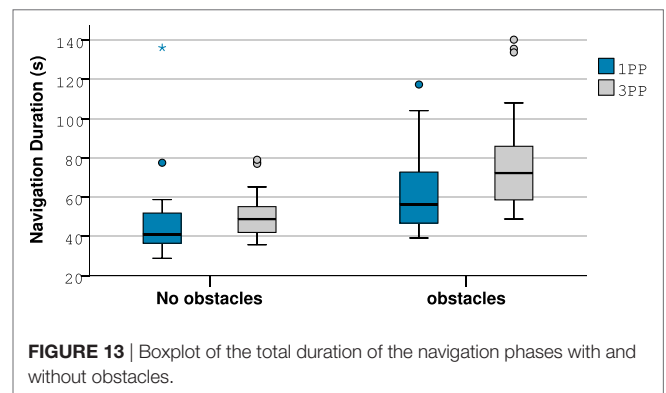 140
120
100
80
60
40
20
Navigation Duration (s)
1PP
3PP
No obstacles
obstacles
FIGURE 13 | Boxplot of the total duration of the navigation phases with and
without obstacles.